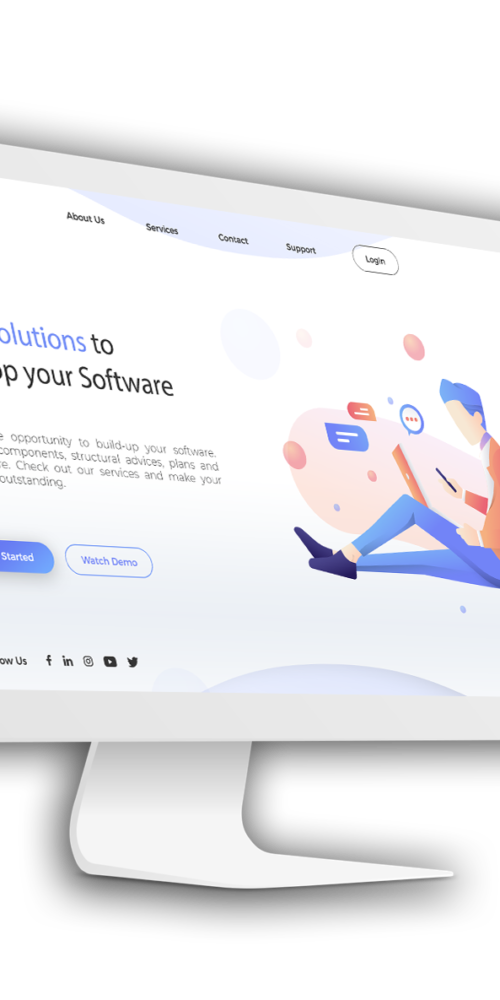 About Us
Services
Contact
Support
Login
olutions to
op your Software
e opportunity to build-up your software.
components, structural advices, plans and
re. Check out our services and make your
outstanding.
Started
Watch Demo
ow Us